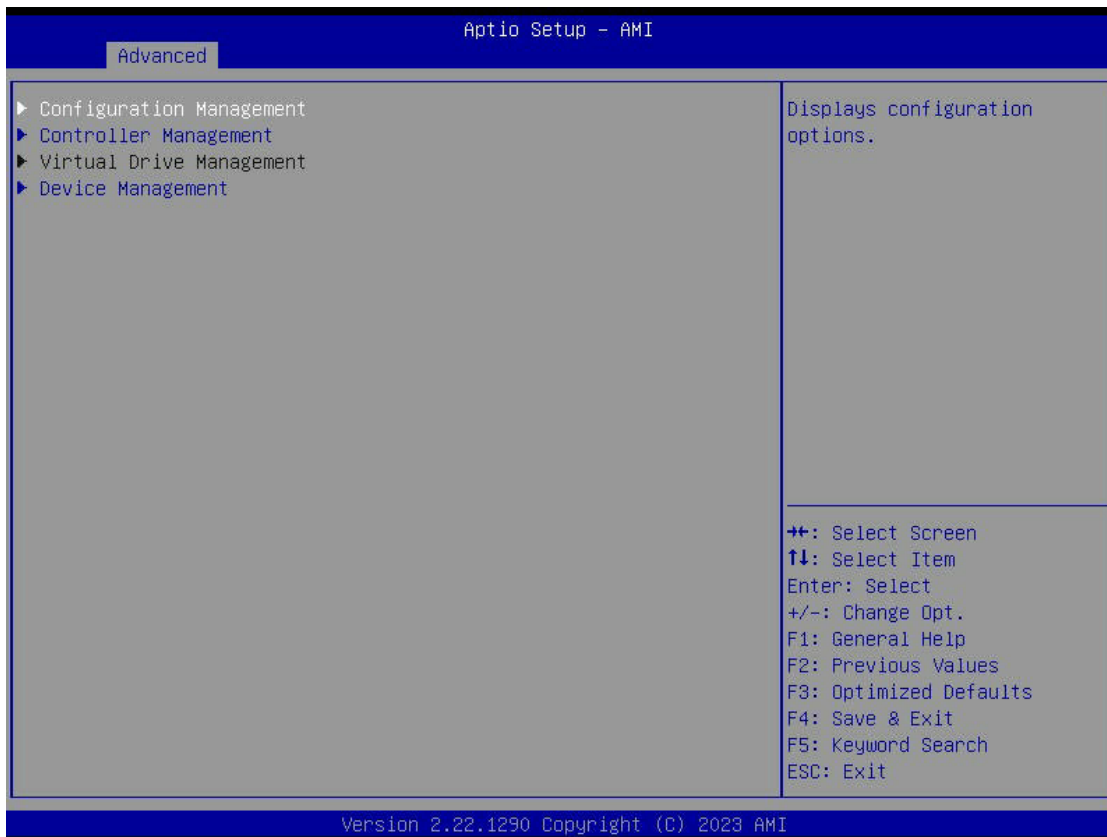 Aptio Setup – AMI
Advanced
▶ Configuration Management
▶ Controller Management
▶ Virtual Drive Management
▶ Device Management
Displays configuration
options.
→←: Select Screen
↑↓: Select Item
Enter: Select
+/-: Change Opt.
F1: General Help
F2: Previous Values
F3: Optimized Defaults
F4: Save & Exit
F5: Keyword Search
ESC: Exit
Version 2.22.1290 Copyright (C) 2023 AMI